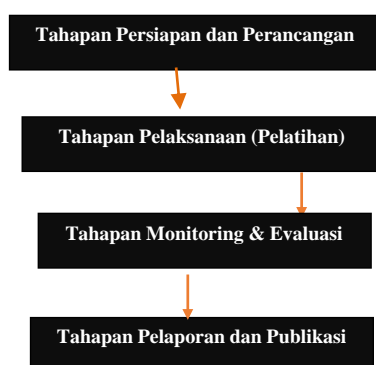 Tahapan Persiapan dan Perancangan
Tahapan Pelaksanaan (Pelatihan)
Tahapan Monitoring & Evaluasi
Tahapan Pelaporan dan Publikasi